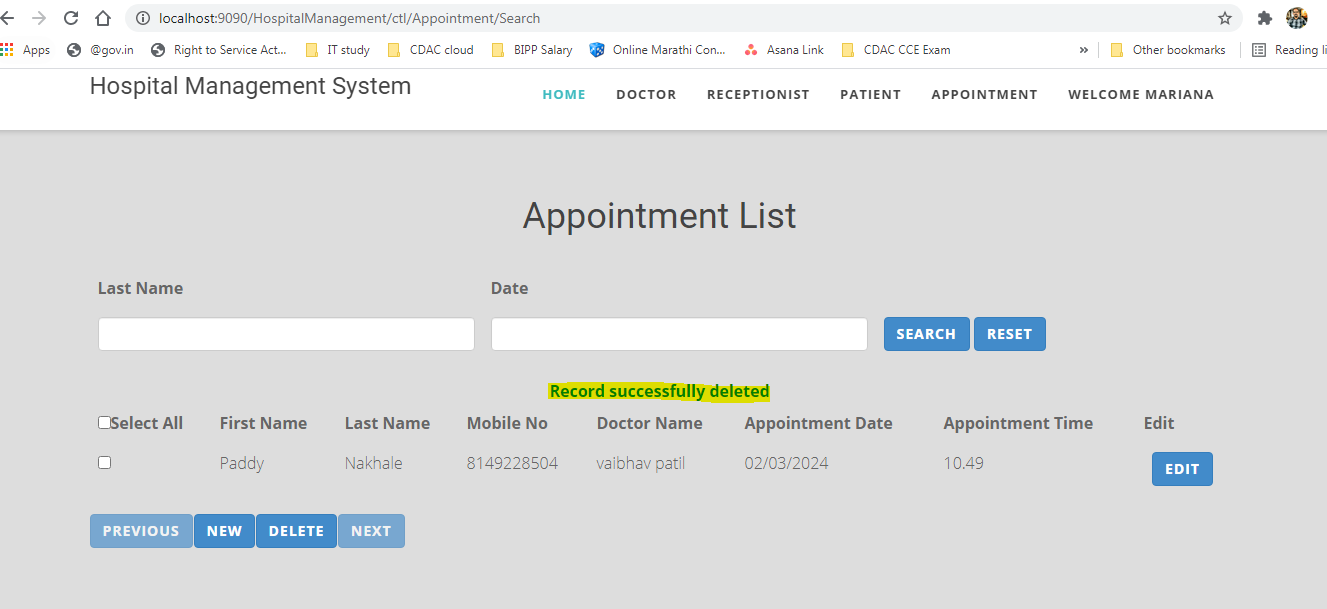 localhost:9090/HospitalManagement/ctl/Appointment/Search
Apps @gov.in Right to Service Act... IT study CDAC cloud BIPP Salary Online Marathi Con... Asana Link CDAC CCE Exam » Other bookmarks Reading li
Hospital Management System HOME DOCTOR RECEPTIONIST PATIENT APPOINTMENT WELCOME MARIANA
Appointment List
Last Name Date
SEARCH RESET
Record successfully deleted
Select All First Name Last Name Mobile No Doctor Name Appointment Date Appointment Time Edit
Paddy Nakhale 8149228504 vaibhav patil 02/03/2024 10.49 EDIT
PREVIOUS NEW DELETE NEXT